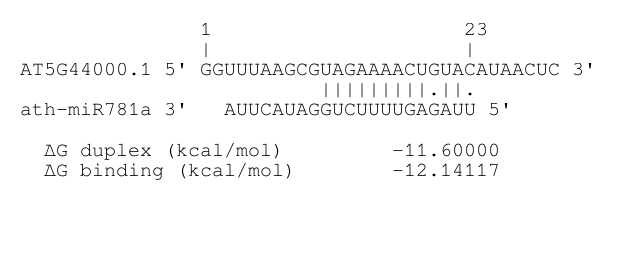 1 23
| |
AT5G44000.1 5' GGUUUAAGCGUAGAAAACUGUACAUAACUC 3'
|||||||||.||.
ath-miR781a 3' AUUCAUAGGUCUUUUGAGAUU 5'
ΔG duplex (kcal/mol) -11.60000
ΔG binding (kcal/mol) -12.14117